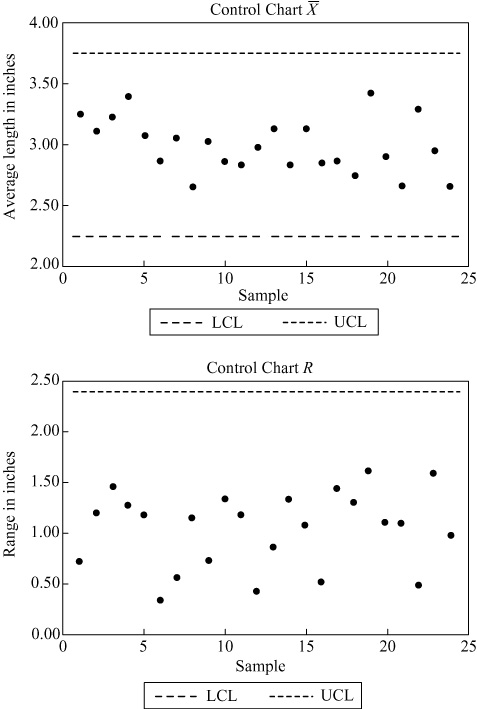 Control Chart X̅
Average length in inches
4.00
3.50
3.00
2.50
2.00
0 5 10 15 20 25
Sample
LCL UCL
Control Chart R
Range in inches
2.50
2.00
1.50
1.00
0.50
0.00
0 5 10 15 20 25
Sample
LCL UCL